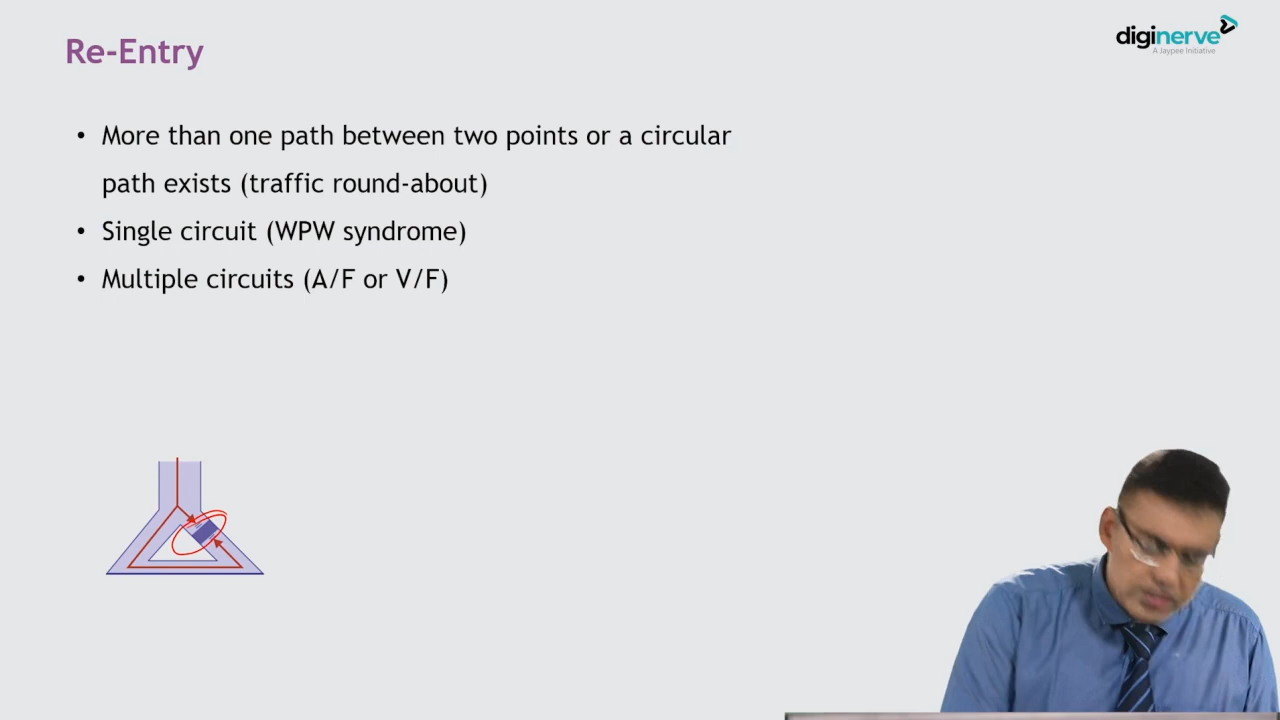 Re-Entry
diginerve
A Jaypee Initiative
• More than one path between two points or a circular
path exists (traffic round-about)
• Single circuit (WPW syndrome)
• Multiple circuits (A/F or V/F)